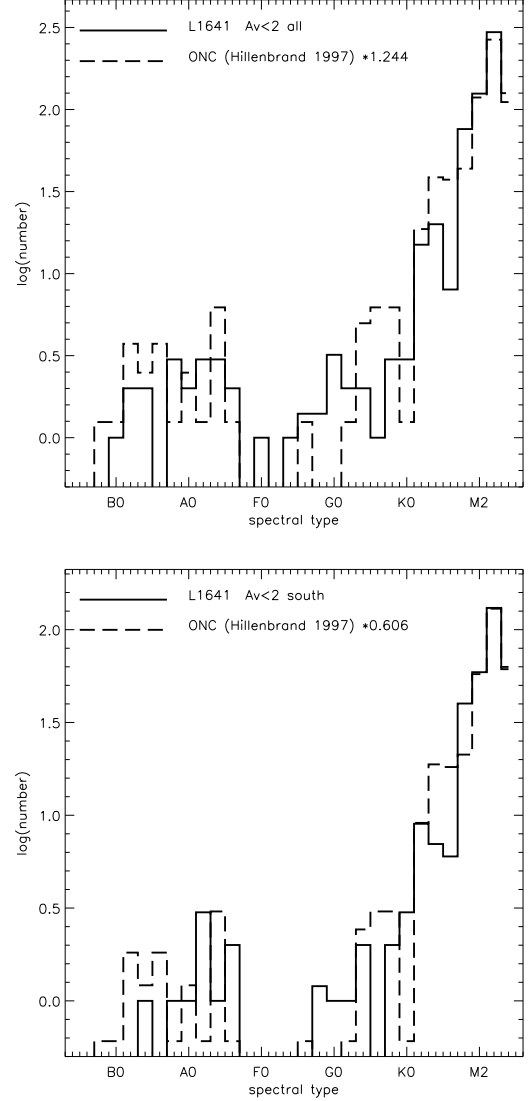 L1641 Av<2 all
ONC (Hillenbrand 1997) *1.244
2.5
2.0
1.5
1.0
0.5
0.0
log(number)
B0 A0 F0 G0 K0 M2
spectral type
L1641 Av<2 south
ONC (Hillenbrand 1997) *0.606
2.0
1.5
1.0
0.5
0.0
log(number)
B0 A0 F0 G0 K0 M2
spectral type